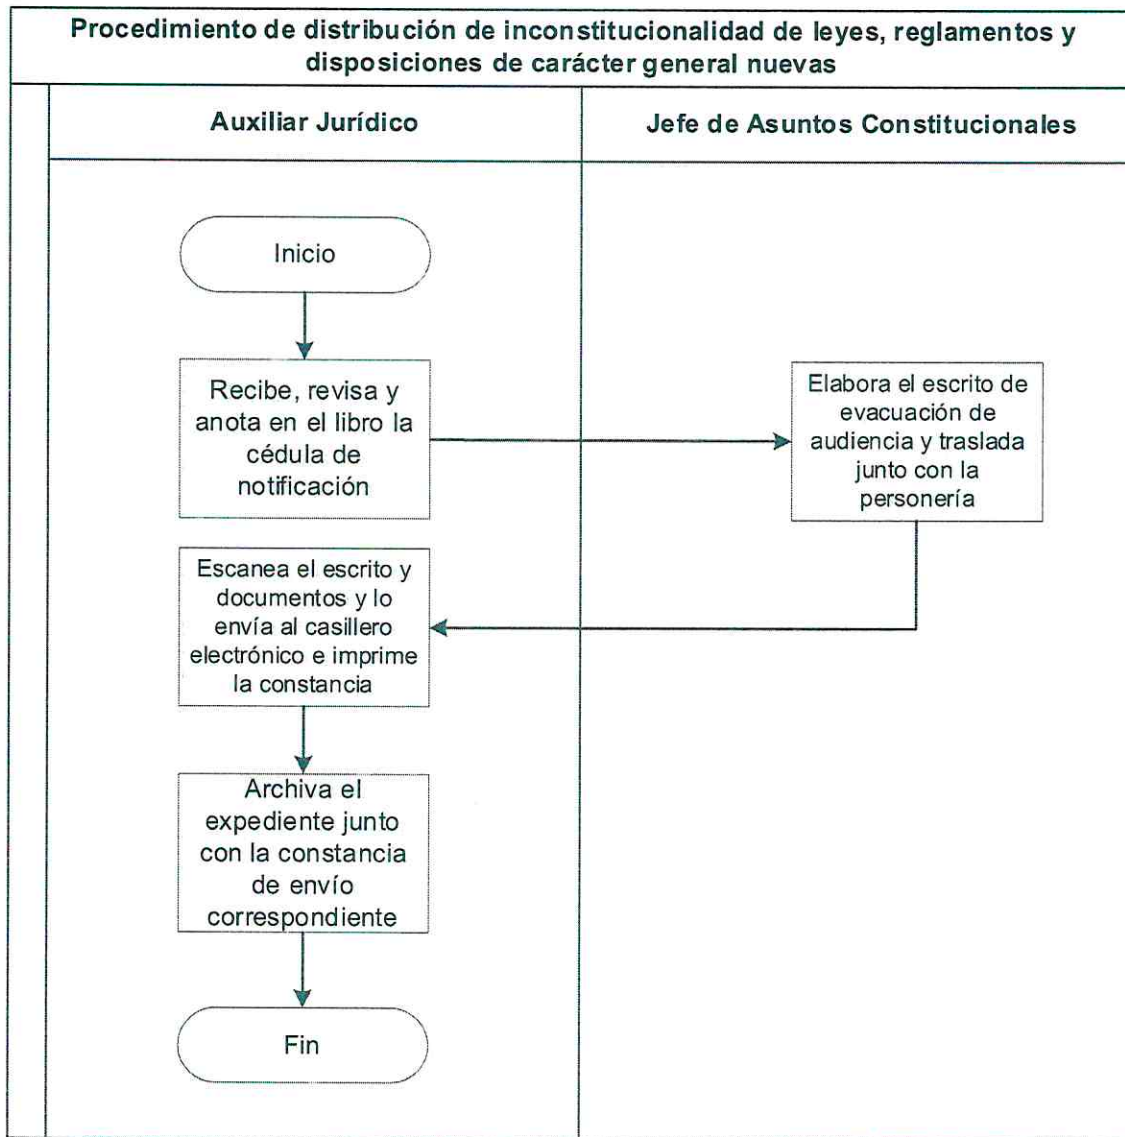 Procedimiento de distribución de inconstitucionalidad de leyes, reglamentos y
disposiciones de carácter general nuevas
Auxiliar Jurídico
Jefe de Asuntos Constitucionales
Inicio
Recibe, revisa y
anota en el libro la
cédula de
notificación
Elabora el escrito de
evacuación de
audiencia y traslada
junto con la
personería
Escanea el escrito y
documentos y lo
envía al casillero
electrónico e imprime
la constancia
Archiva el
expediente junto
con la constancia
de envío
correspondiente
Fin